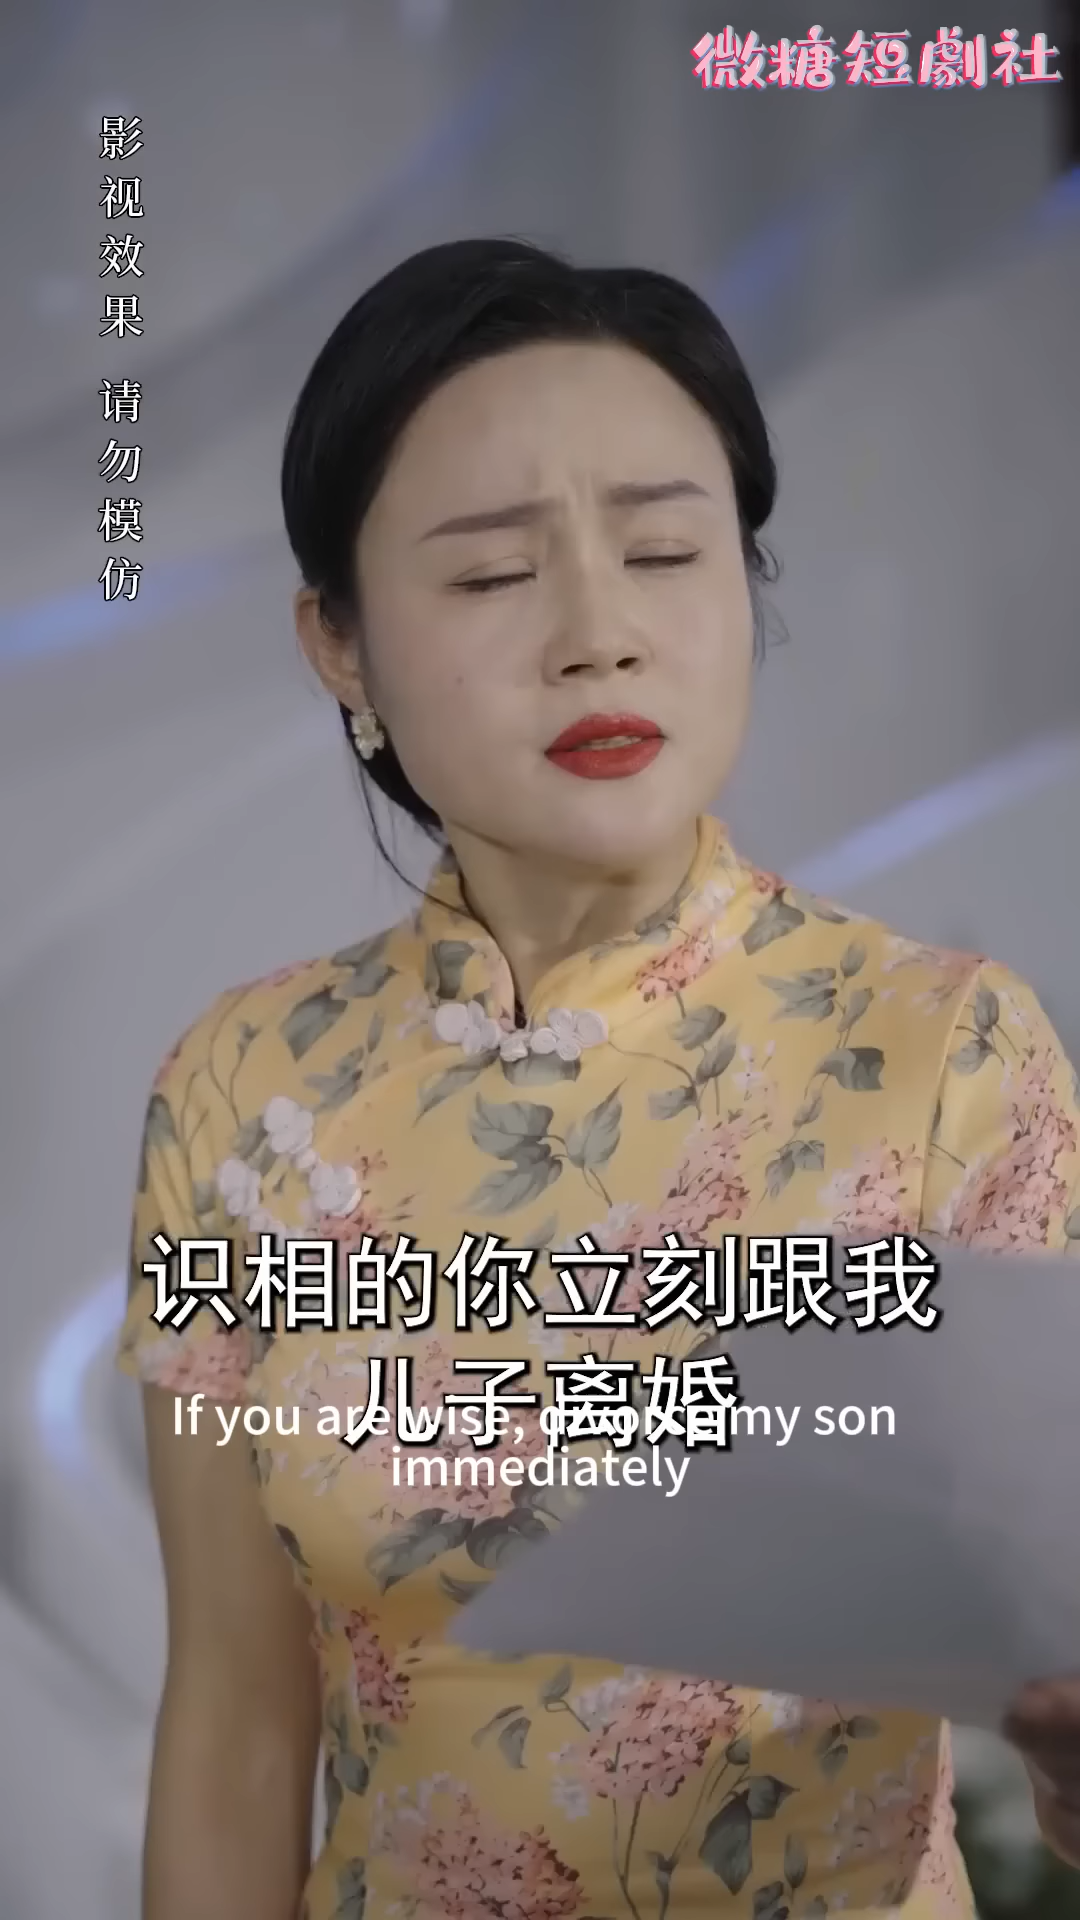 微糖短劇社
影视效果 请勿模仿
识相的你立刻跟我
儿子离婚
If you are wise, divorce my son
immediately